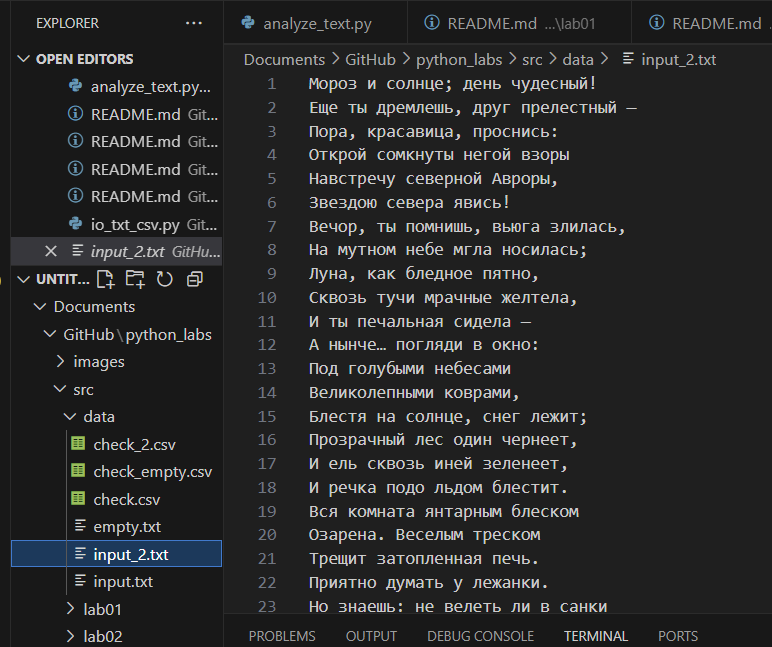 EXPLORER
···
OPEN EDITORS
analyze_text.py...
README.md Git...
README.md Git...
README.md Git...
README.md Git...
io_txt_csv.py Git...
input_2.txt GitHu...
UNTIT...
Documents
GitHub\python_labs
images
src
data
check_2.csv
check_empty.csv
check.csv
empty.txt
input_2.txt
input.txt
lab01
lab02
analyze_text.py
README.md ...\lab01
README.md
Documents > GitHub > python_labs > src > data > input_2.txt
1 Мороз и солнце; день чудесный!
2 Еще ты дремлешь, друг прелестный —
3 Пора, красавица, проснись:
4 Открой сомкнуты негой взоры
5 Навстречу северной Авроры,
6 Звездою севера явись!
7 Вечор, ты помнишь, вьюга злилась,
8 На мутном небе мгла носилась;
9 Луна, как бледное пятно,
10 Сквозь тучи мрачные желтела,
11 И ты печальная сидела —
12 А нынче… погляди в окно:
13 Под голубыми небесами
14 Великолепными коврами,
15 Блестя на солнце, снег лежит;
16 Прозрачный лес один чернеет,
17 И ель сквозь иней зеленеет,
18 И речка подо льдом блестит.
19 Вся комната янтарным блеском
20 Озарена. Веселым треском
21 Трещит затопленная печь.
22 Приятно думать у лежанки.
23 Но знаешь: не велеть ли в санки
PROBLEMS OUTPUT DEBUG CONSOLE TERMINAL PORTS